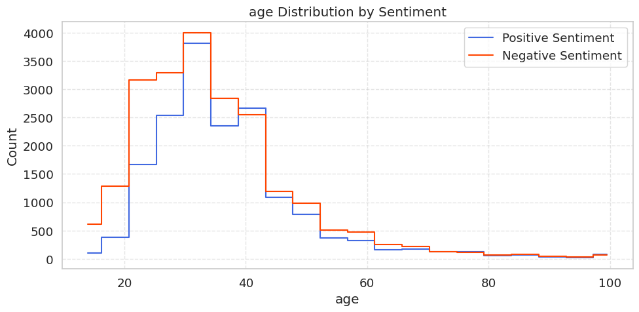 age Distribution by Sentiment
Positive Sentiment
Negative Sentiment
Count
4000
3500
3000
2500
2000
1500
1000
500
0
20 40 60 80 100
age